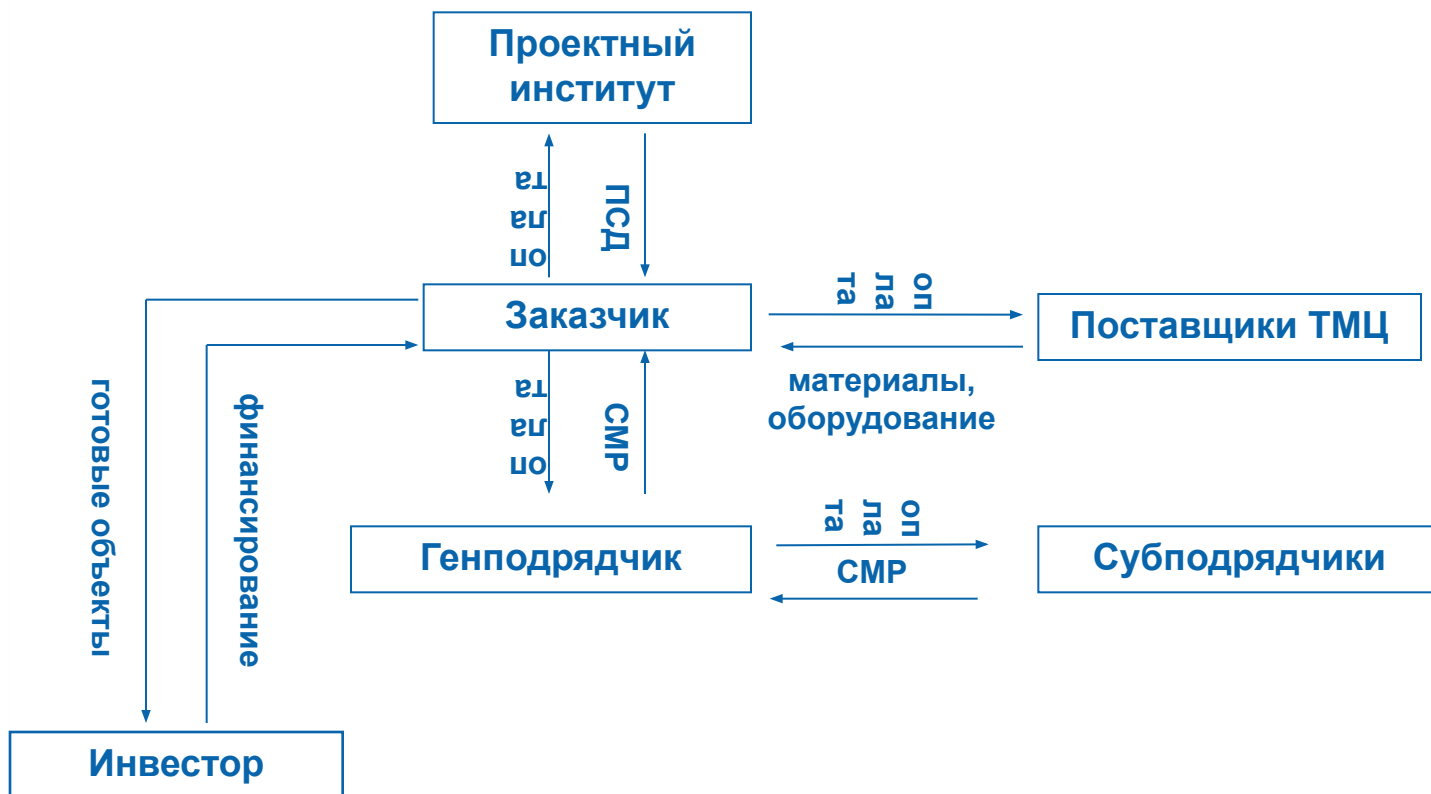 Проектный
институт
оп
ла
та
ПСД
Заказчик
оп
ла
та
Поставщики ТМЦ
материалы,
оборудование
готовые объекты
финансирование
оп
ла
та
СМР
Генподрядчик
оп
ла
та
СМР
Субподрядчики
Инвестор